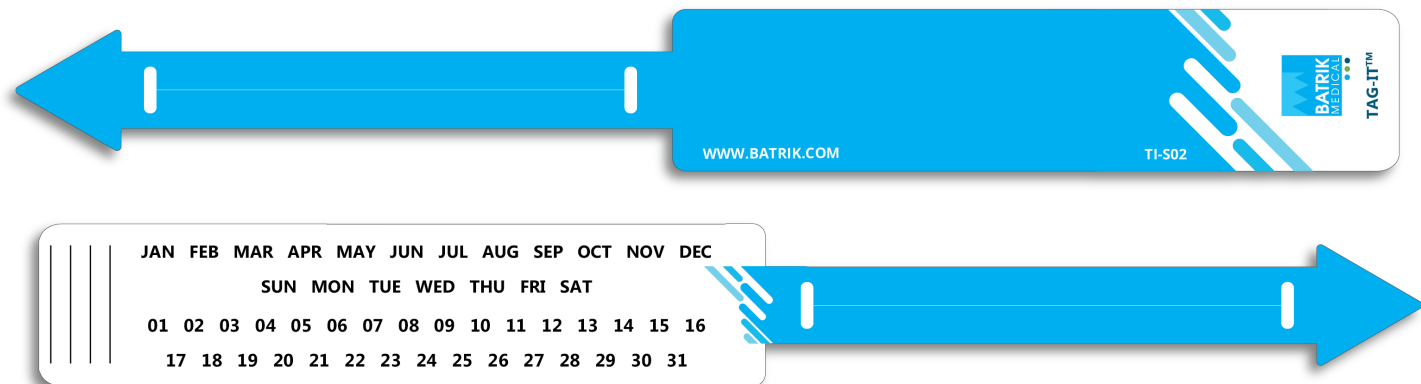 WWW.BATRIK.COM
TI-S02
BATRIK
MEDICAL
TAG-IT™
JAN FEB MAR APR MAY JUN JUL AUG SEP OCT NOV DEC
SUN MON TUE WED THU FRI SAT
01 02 03 04 05 06 07 08 09 10 11 12 13 14 15 16
17 18 19 20 21 22 23 24 25 26 27 28 29 30 31